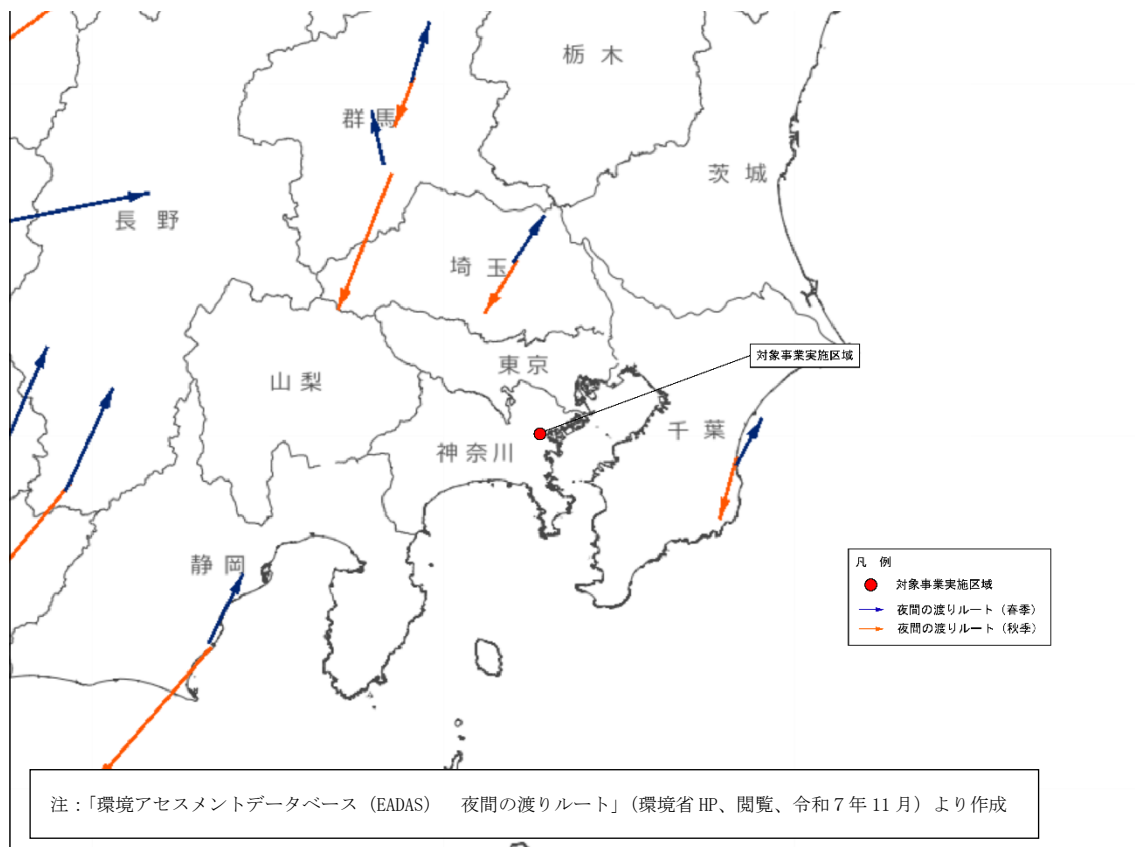 栃木
群馬
茨城
長野
埼玉
対象事業実施区域
東京
山梨
千葉
神奈川
静岡
凡 例
対象事業実施区域
夜間の渡りルート（春季）
夜間の渡りルート（秋季）
注：「環境アセスメントデータベース（EADAS） 夜間の渡りルート」（環境省 HP、閲覧、令和７年 11 月）より作成